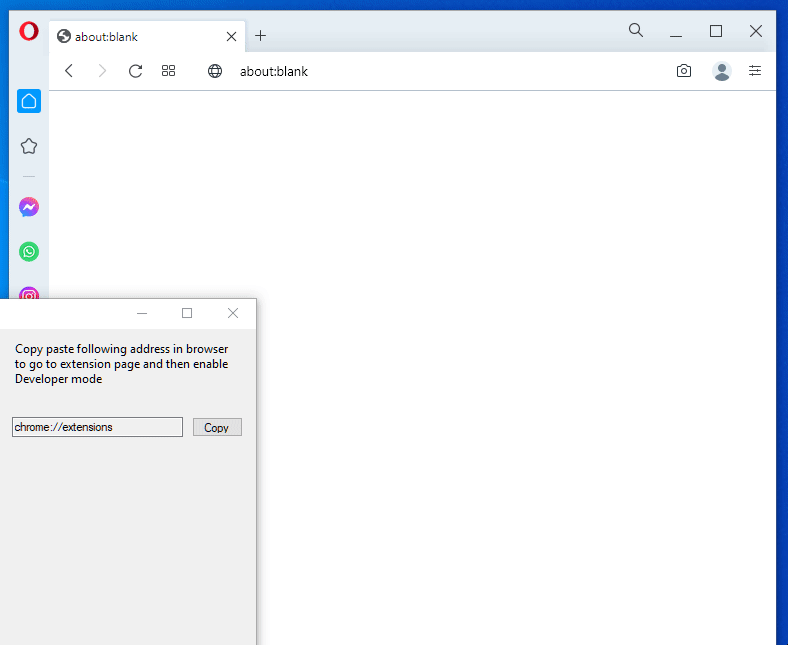 about:blank
about:blank
Copy paste following address in browser
to go to extension page and then enable
Developer mode
chrome://extensions
Copy